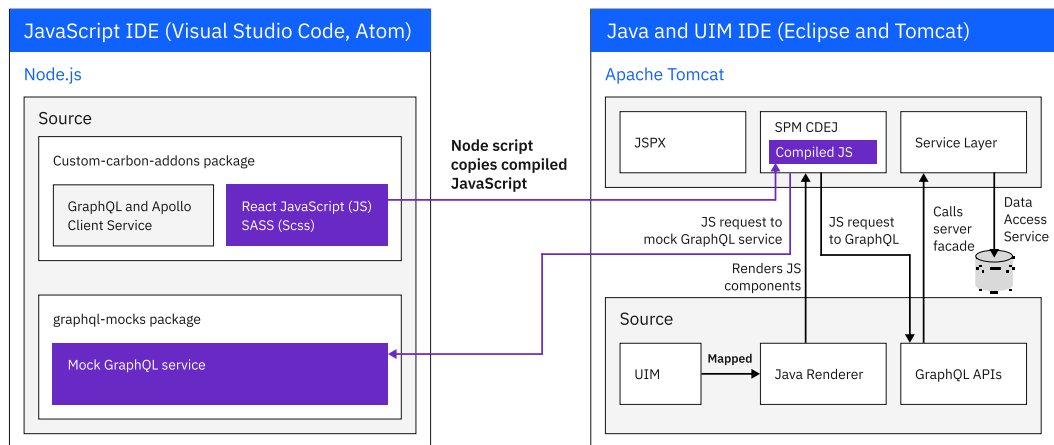 JavaScript IDE (Visual Studio Code, Atom)
Node.js
Source
Custom-carbon-addons package
GraphQL and Apollo
Client Service
React JavaScript (JS)
SASS (Scss)
graphql-mocks package
Mock GraphQL service
Node script
copies compiled
JavaScript
Java and UIM IDE (Eclipse and Tomcat)
Apache Tomcat
JSPX
SPM CDEJ
Compiled JS
Service Layer
JS request to
mock GraphQL service
JS request
to GraphQL
Calls
server
facade
Data
Access
Service
Renders JS
components
Source
UIM
Mapped
Java Renderer
GraphQL APIs